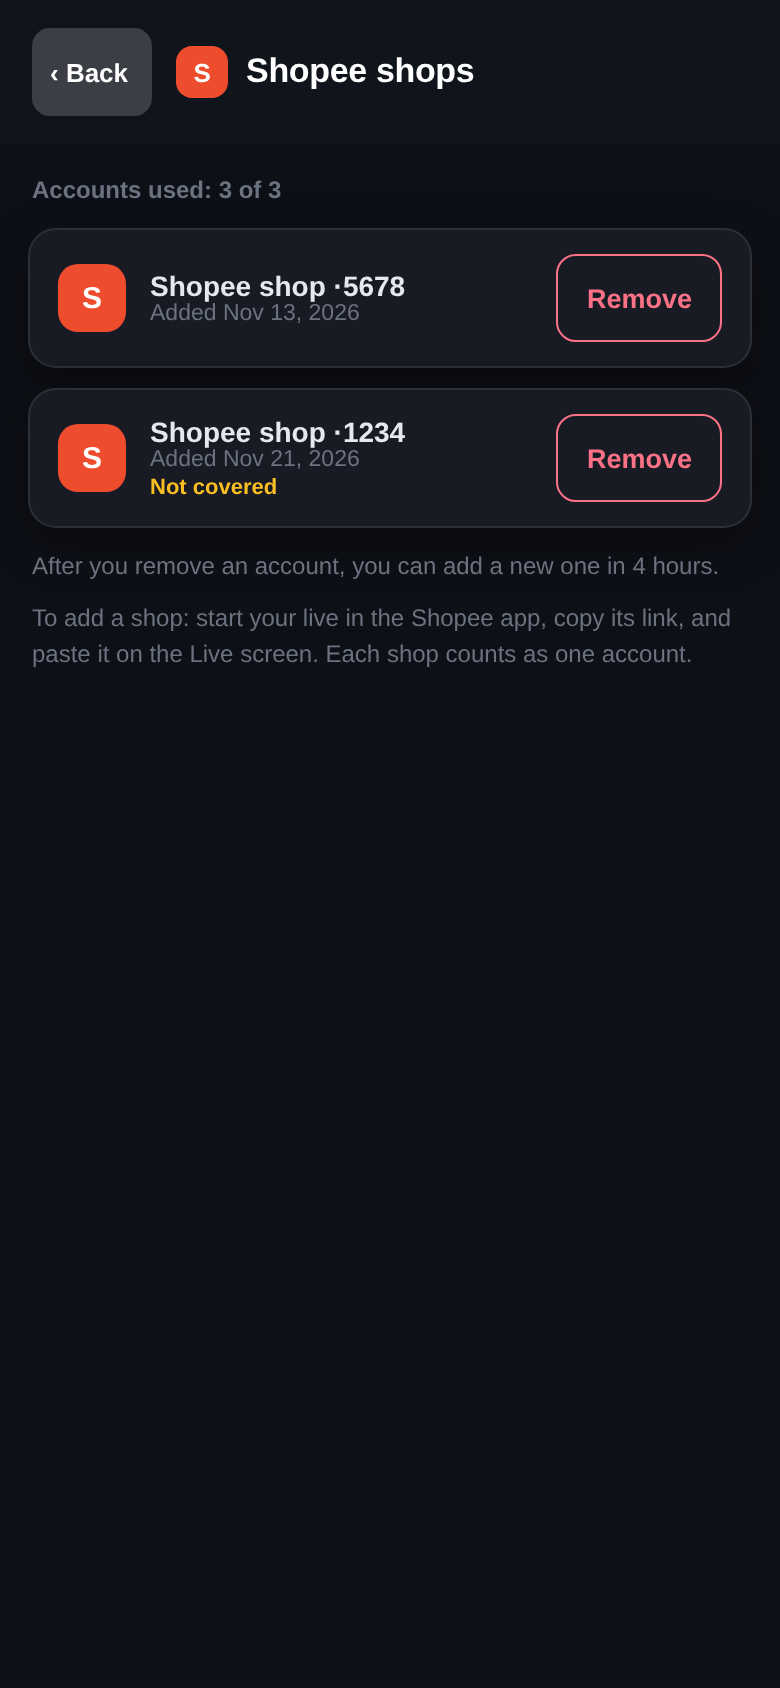 ‹ Back
S
Shopee shops
Accounts used: 3 of 3
S
Shopee shop ·5678
Added Nov 13, 2026
Remove
S
Shopee shop ·1234
Added Nov 21, 2026
Not covered
Remove
After you remove an account, you can add a new one in 4 hours.
To add a shop: start your live in the Shopee app, copy its link, and
paste it on the Live screen. Each shop counts as one account.